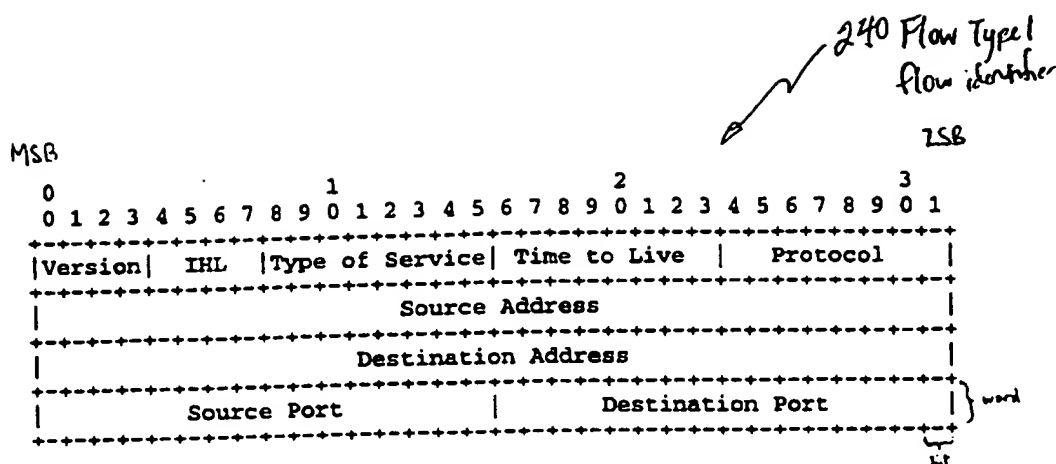 240 Flow Type 1
flow identifier
MSB
LSB
0 1 2 3
0 1 2 3 4 5 6 7 8 9 0 1 2 3 4 5 6 7 8 9 0 1 2 3 4 5 6 7 8 9 0 1
+-+-+-+-+-+-+-+-+-+-+-+-+-+-+-+-+-+-+-+-+-+-+-+-+-+-+-+-+-+-+-+-+
|Version| IHL |Type of Service| Time to Live | Protocol |
+-+-+-+-+-+-+-+-+-+-+-+-+-+-+-+-+-+-+-+-+-+-+-+-+-+-+-+-+-+-+-+-+
| Source Address |
+-+-+-+-+-+-+-+-+-+-+-+-+-+-+-+-+-+-+-+-+-+-+-+-+-+-+-+-+-+-+-+-+
| Destination Address |
+-+-+-+-+-+-+-+-+-+-+-+-+-+-+-+-+-+-+-+-+-+-+-+-+-+-+-+-+-+-+-+-+
| Source Port | Destination Port | word
+-+-+-+-+-+-+-+-+-+-+-+-+-+-+-+-+-+-+-+-+-+-+-+-+-+-+-+-+-+-+-+-+
bit